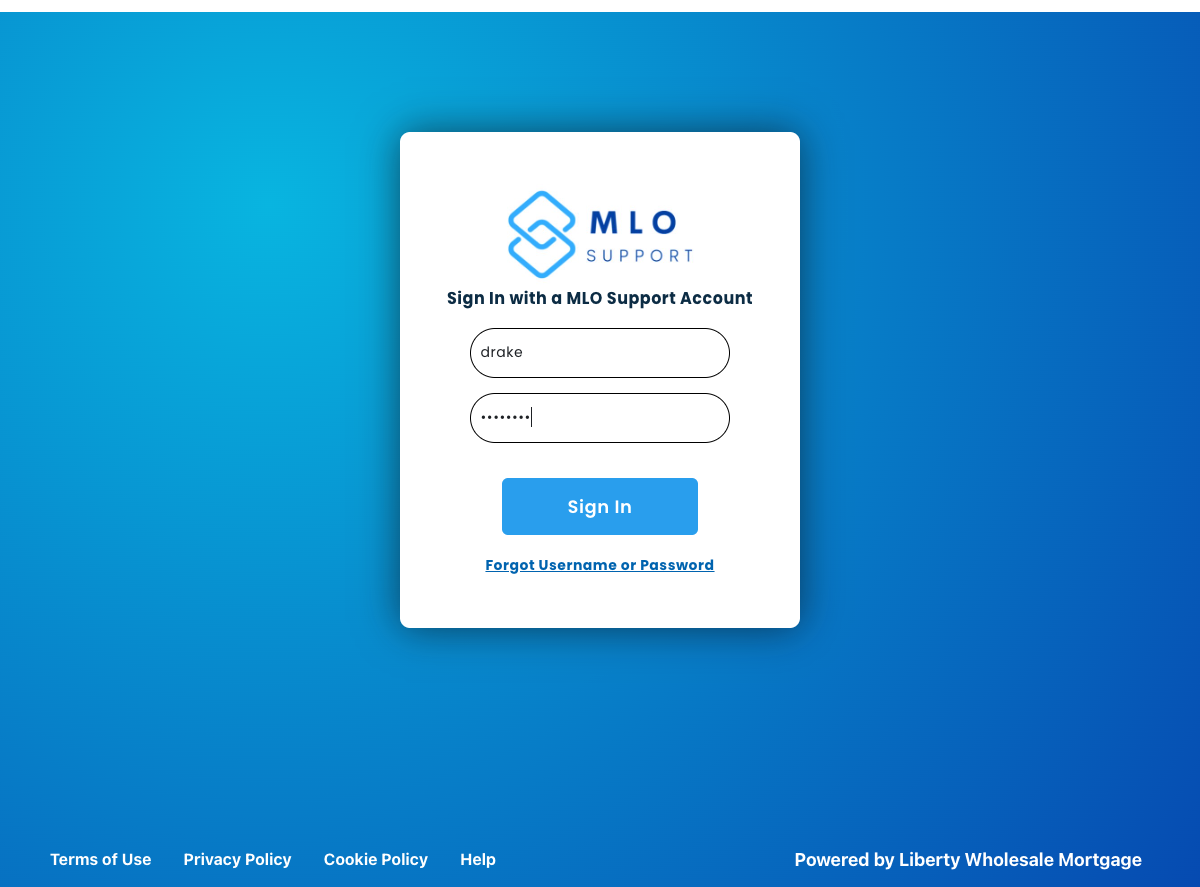 MLO
SUPPORT
Sign In with a MLO Support Account
drake
••••••••
Sign In
Forgot Username or Password
Terms of Use Privacy Policy Cookie Policy Help Powered by Liberty Wholesale Mortgage